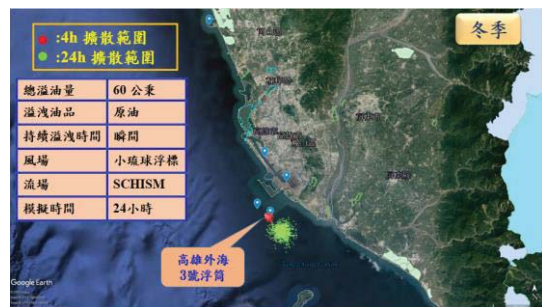 :4h 擴散範圍
:24h 擴散範圍
冬季
總溢油量 60 公秉
溢洩油品 原油
持續溢洩時間 瞬間
風場 小琉球浮標
流場 SCHISM
模擬時間 24小時
高雄外海
3號浮筒
Google Earth